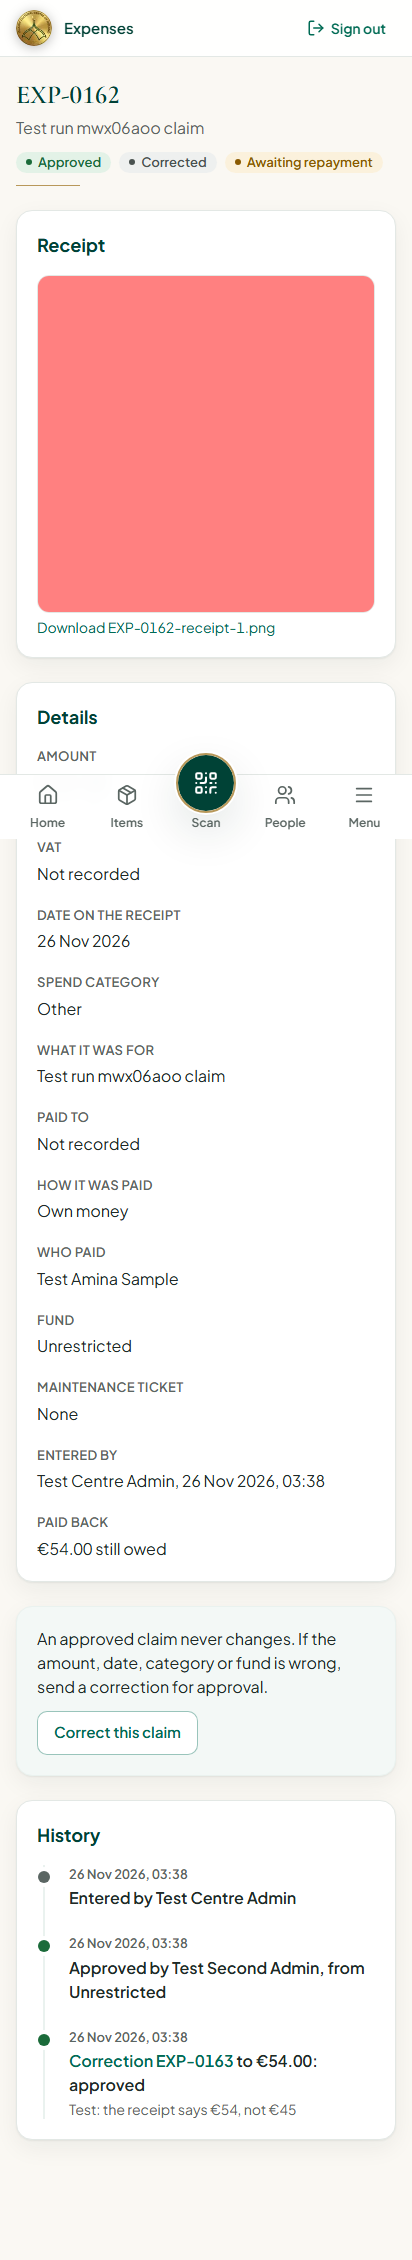 Expenses
Sign out
EXP-0162
Test run mwx06aoo claim
Approved
Corrected
Awaiting repayment
Receipt
Download EXP-0162-receipt-1.png
Details
AMOUNT
Home
Items
Scan
People
Menu
VAT
Not recorded
DATE ON THE RECEIPT
26 Nov 2026
SPEND CATEGORY
Other
WHAT IT WAS FOR
Test run mwx06aoo claim
PAID TO
Not recorded
HOW IT WAS PAID
Own money
WHO PAID
Test Amina Sample
FUND
Unrestricted
MAINTENANCE TICKET
None
ENTERED BY
Test Centre Admin, 26 Nov 2026, 03:38
PAID BACK
€54.00 still owed
An approved claim never changes. If the
amount, date, category or fund is wrong,
send a correction for approval.
Correct this claim
History
26 Nov 2026, 03:38
Entered by Test Centre Admin
26 Nov 2026, 03:38
Approved by Test Second Admin, from
Unrestricted
26 Nov 2026, 03:38
Correction EXP-0163 to €54.00:
approved
Test: the receipt says €54, not €45